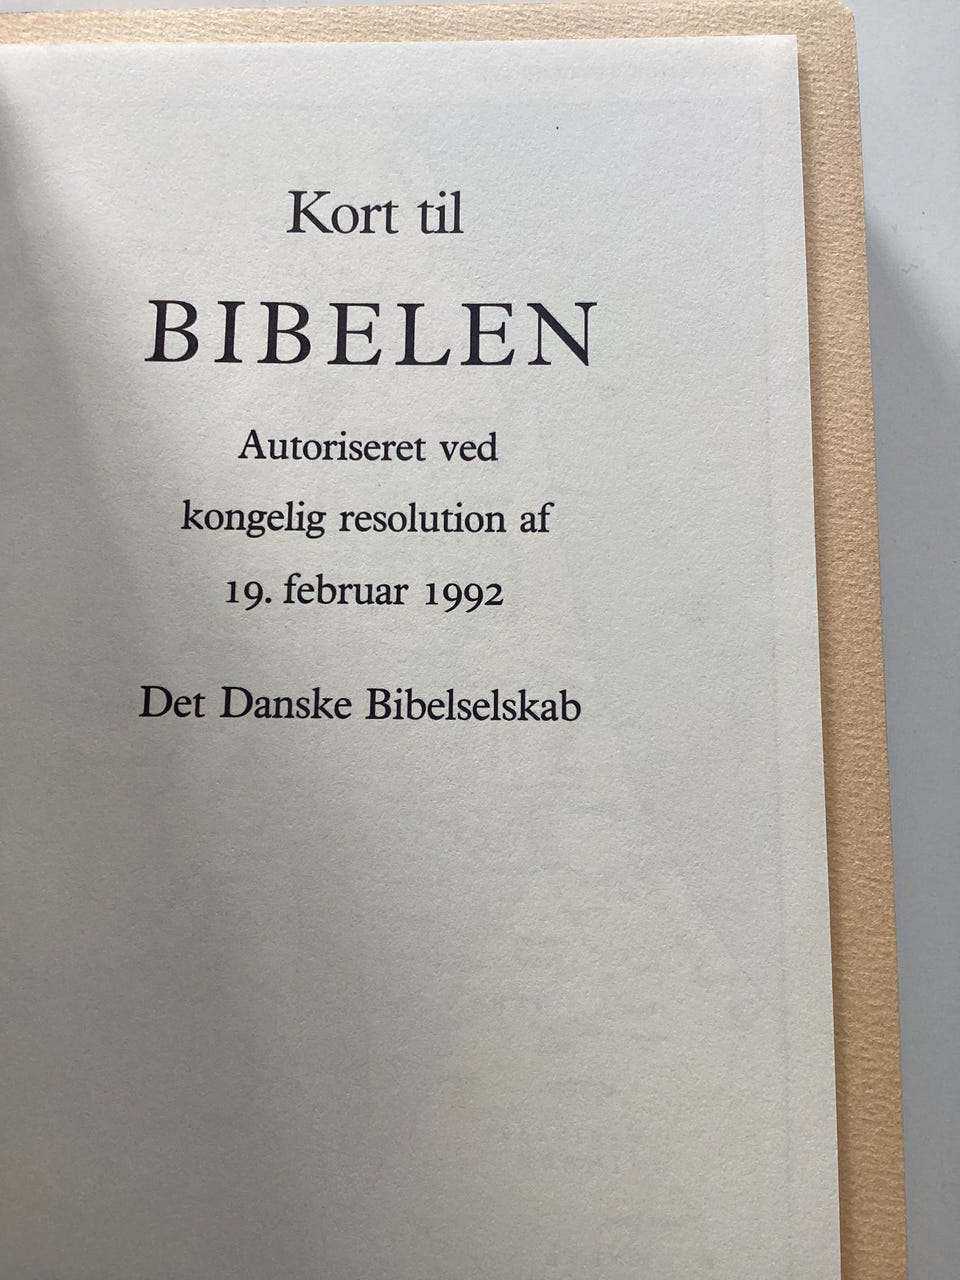 Kort til
BIBELEN
Autoriseret ved
kongelig resolution af
19. februar 1992
Det Danske Bibelselskab